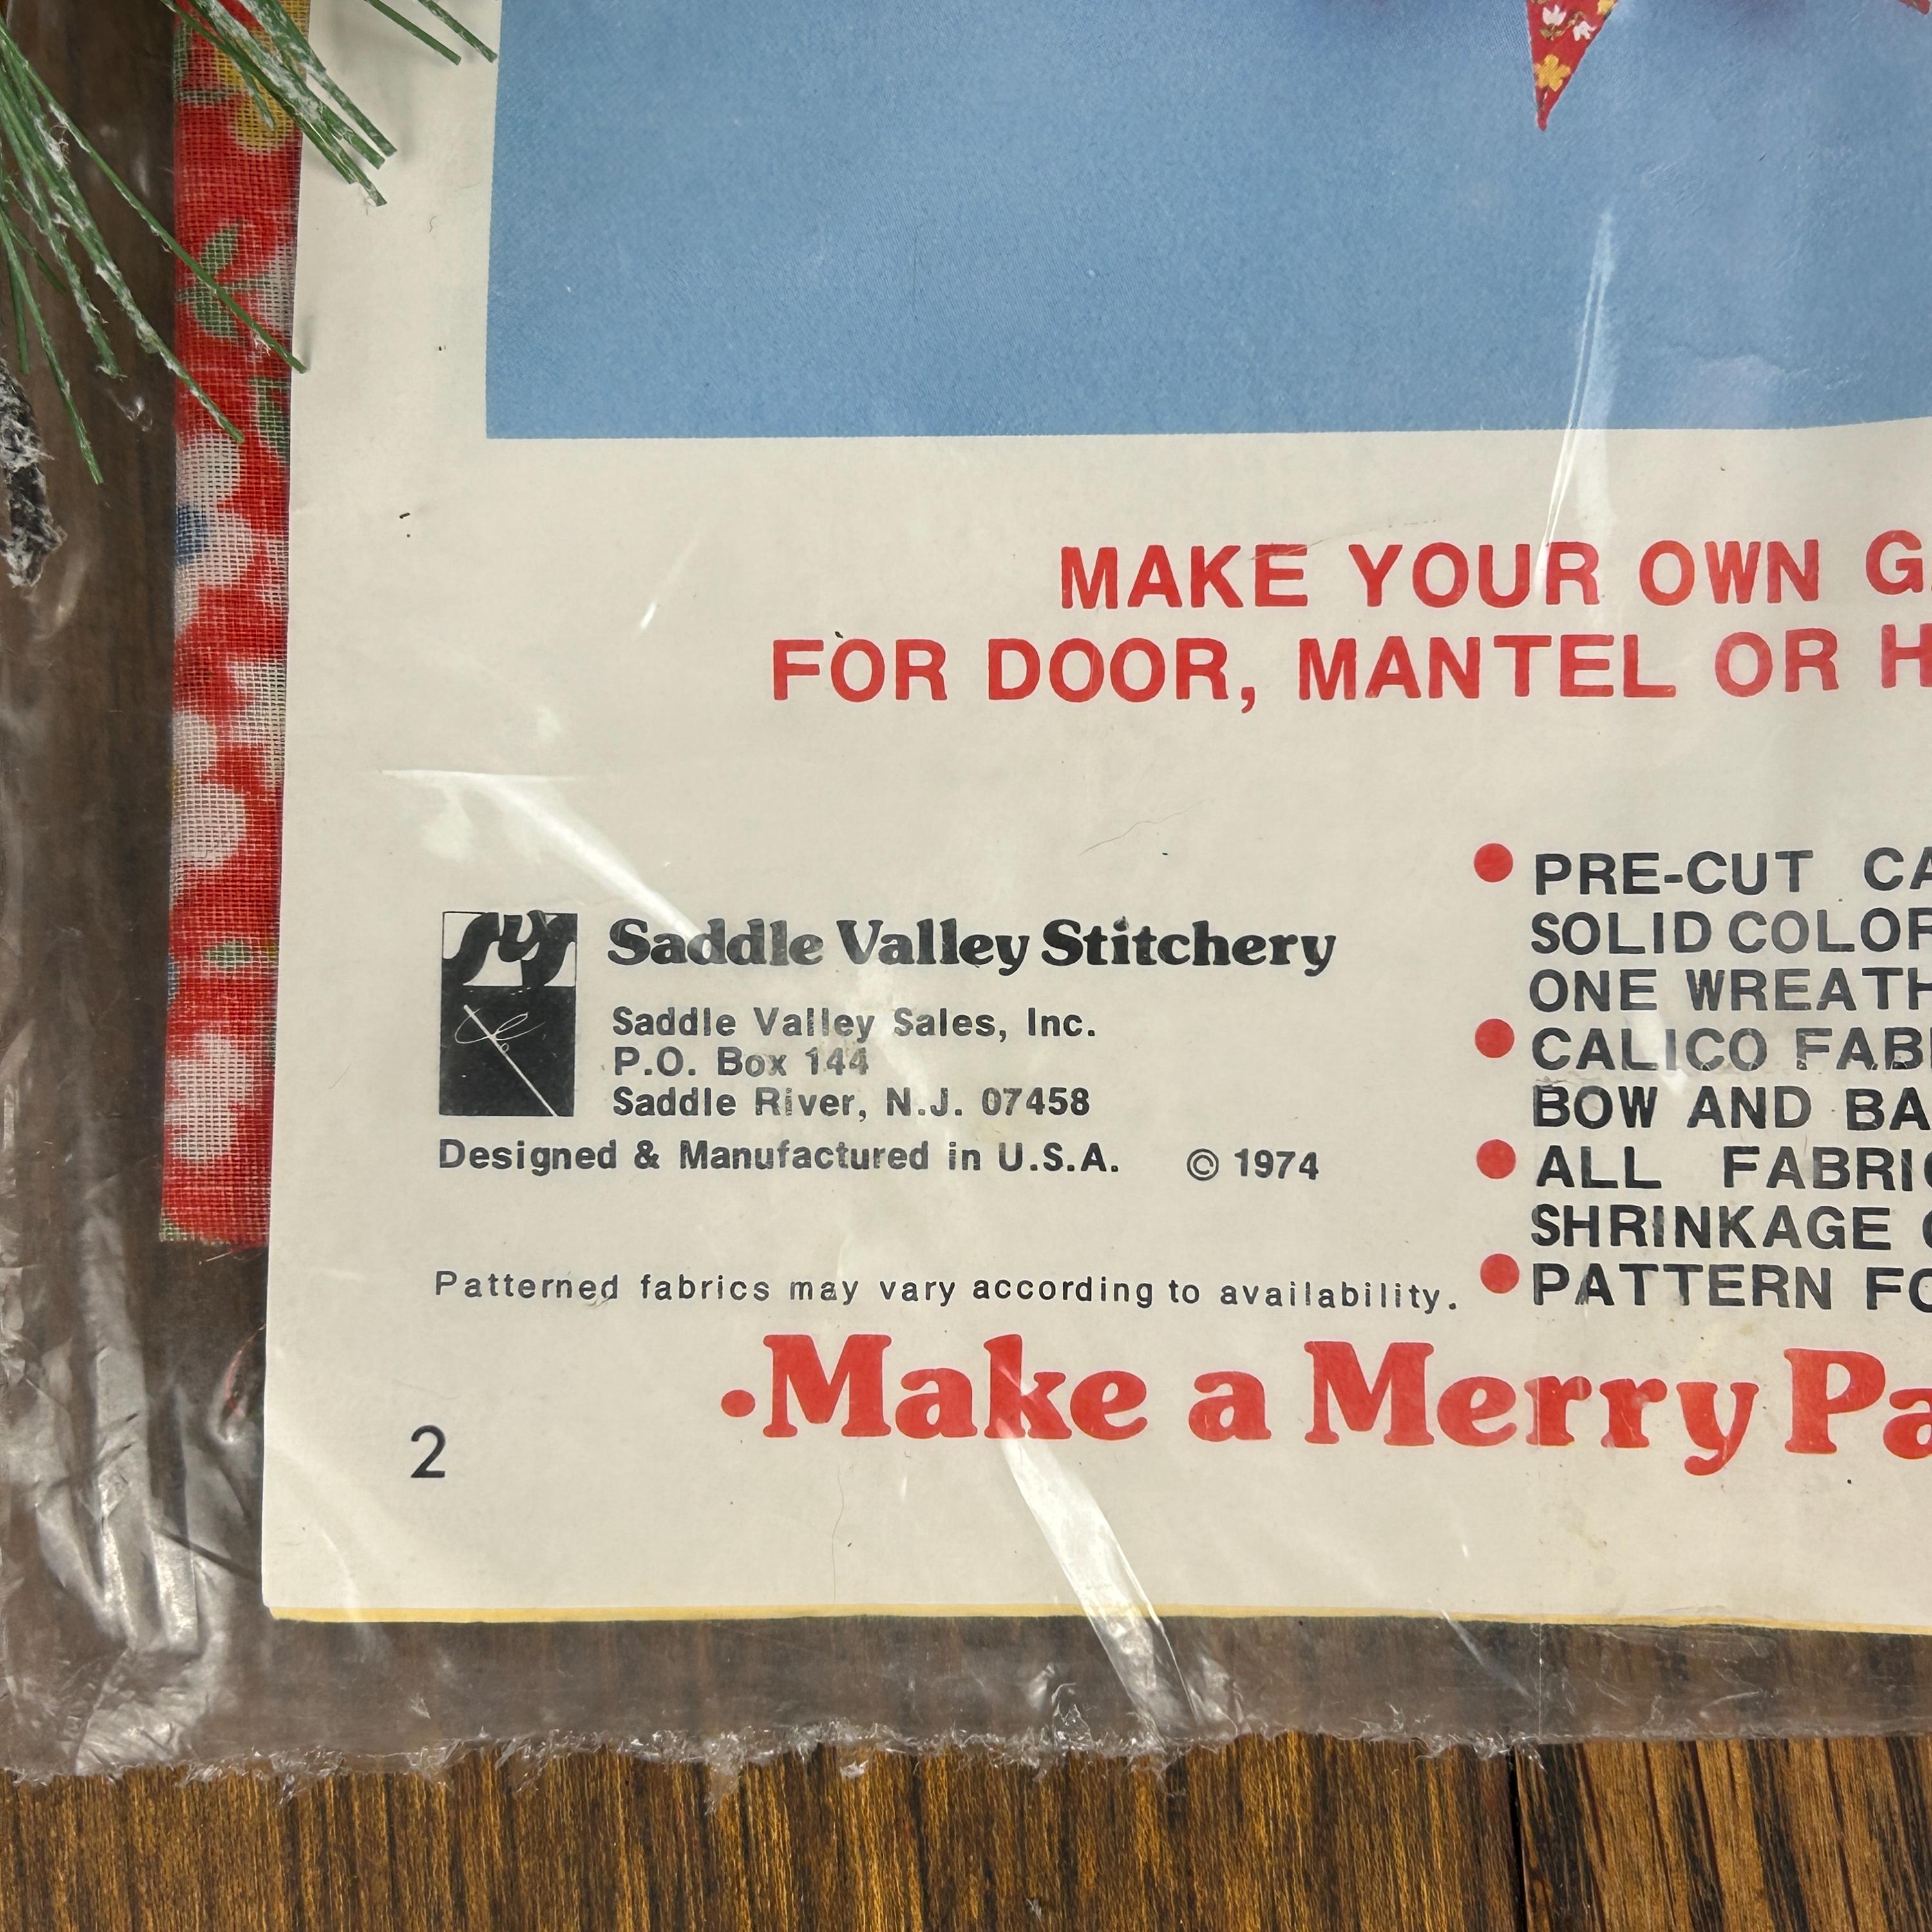 MAKE YOUR OWN G
FOR DOOR, MANTEL OR H
svs
Saddle Valley Stitchery
Saddle Valley Sales, Inc.
P.O. Box 144
Saddle River, N.J. 07458
Designed & Manufactured in U.S.A. © 1974
Patterned fabrics may vary according to availability.
• PRE-CUT CA
SOLID COLOR
ONE WREATH
• CALICO FAB
BOW AND BA
• ALL FABRIC
SHRINKAGE
• PATTERN FO
•Make a Merry Pa
2